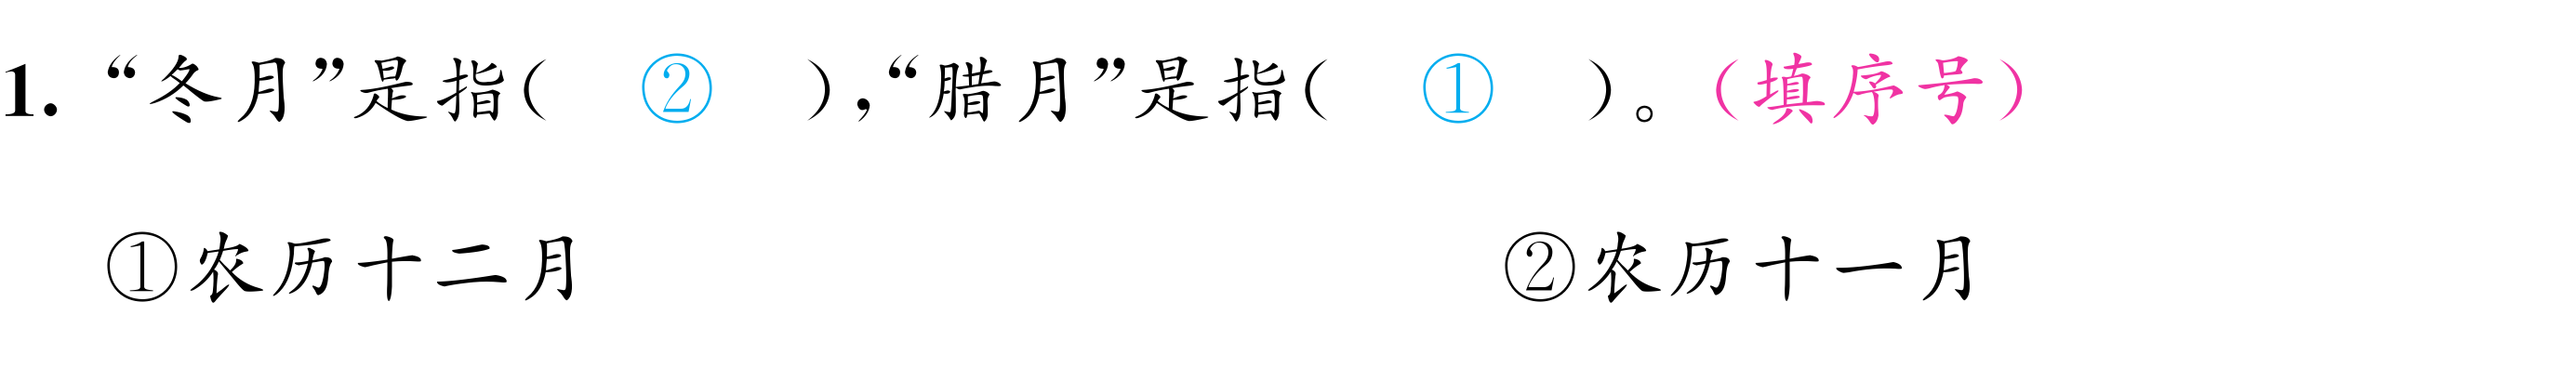 1. “冬月”是指( ② ),“腊月”是指( ① )。(填序号)
①农历十二月 ②农历十一月